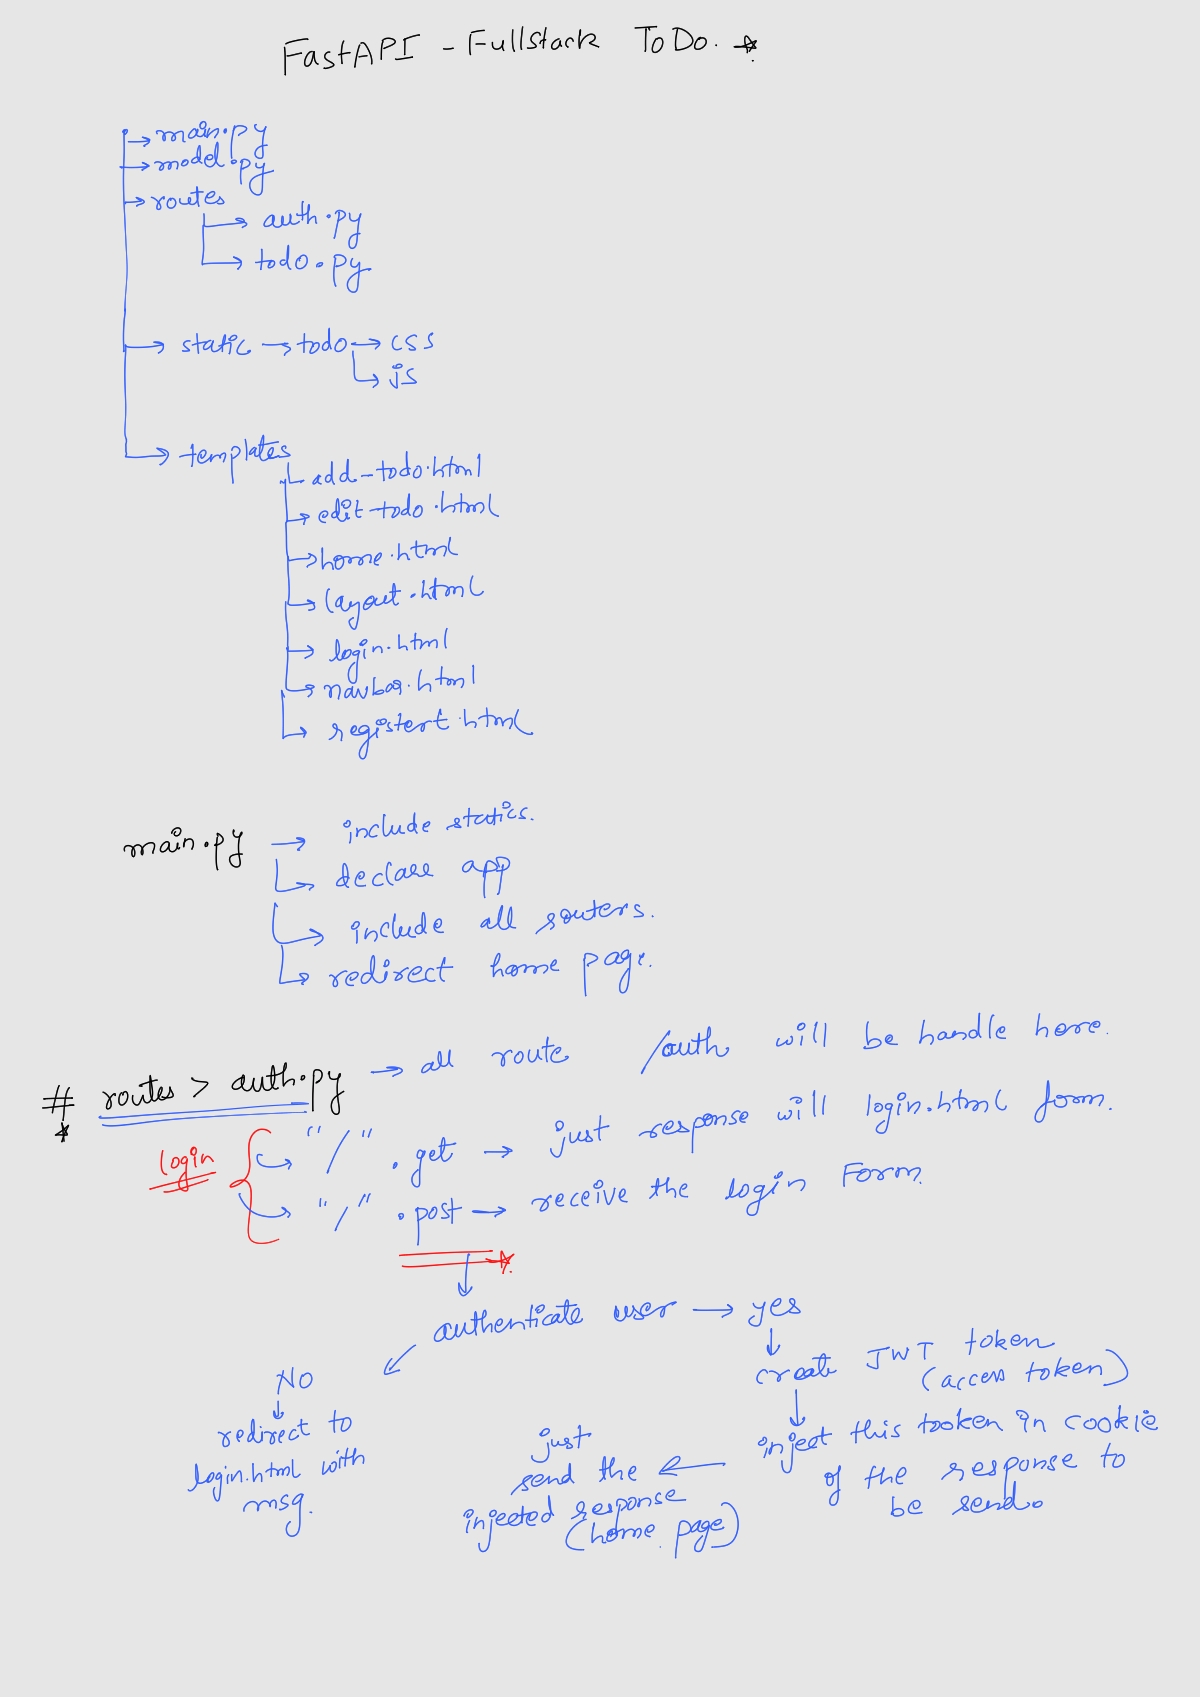 FastAPI - Fullstack ToDo.
main.py
model.py
routes
auth.py
todo.py
static → todo → css
js
templates
add-todo.html
edit-todo.html
home.html
layout.html
login.html
navbar.html
registert.html
main.py → include statics.
declare app
include all routers.
redirect home page.
# routes > auth.py → all route /auth will be handle here.
login
"/" .get → just response will login.html form.
"/" .post → receive the login Form.
authenticate user → yes
No
redirect to
login.html with
msg.
create JWT token
(access token)
inject this tooken in cookie
of the response to
be send.
just
send the
injected response
(home page)